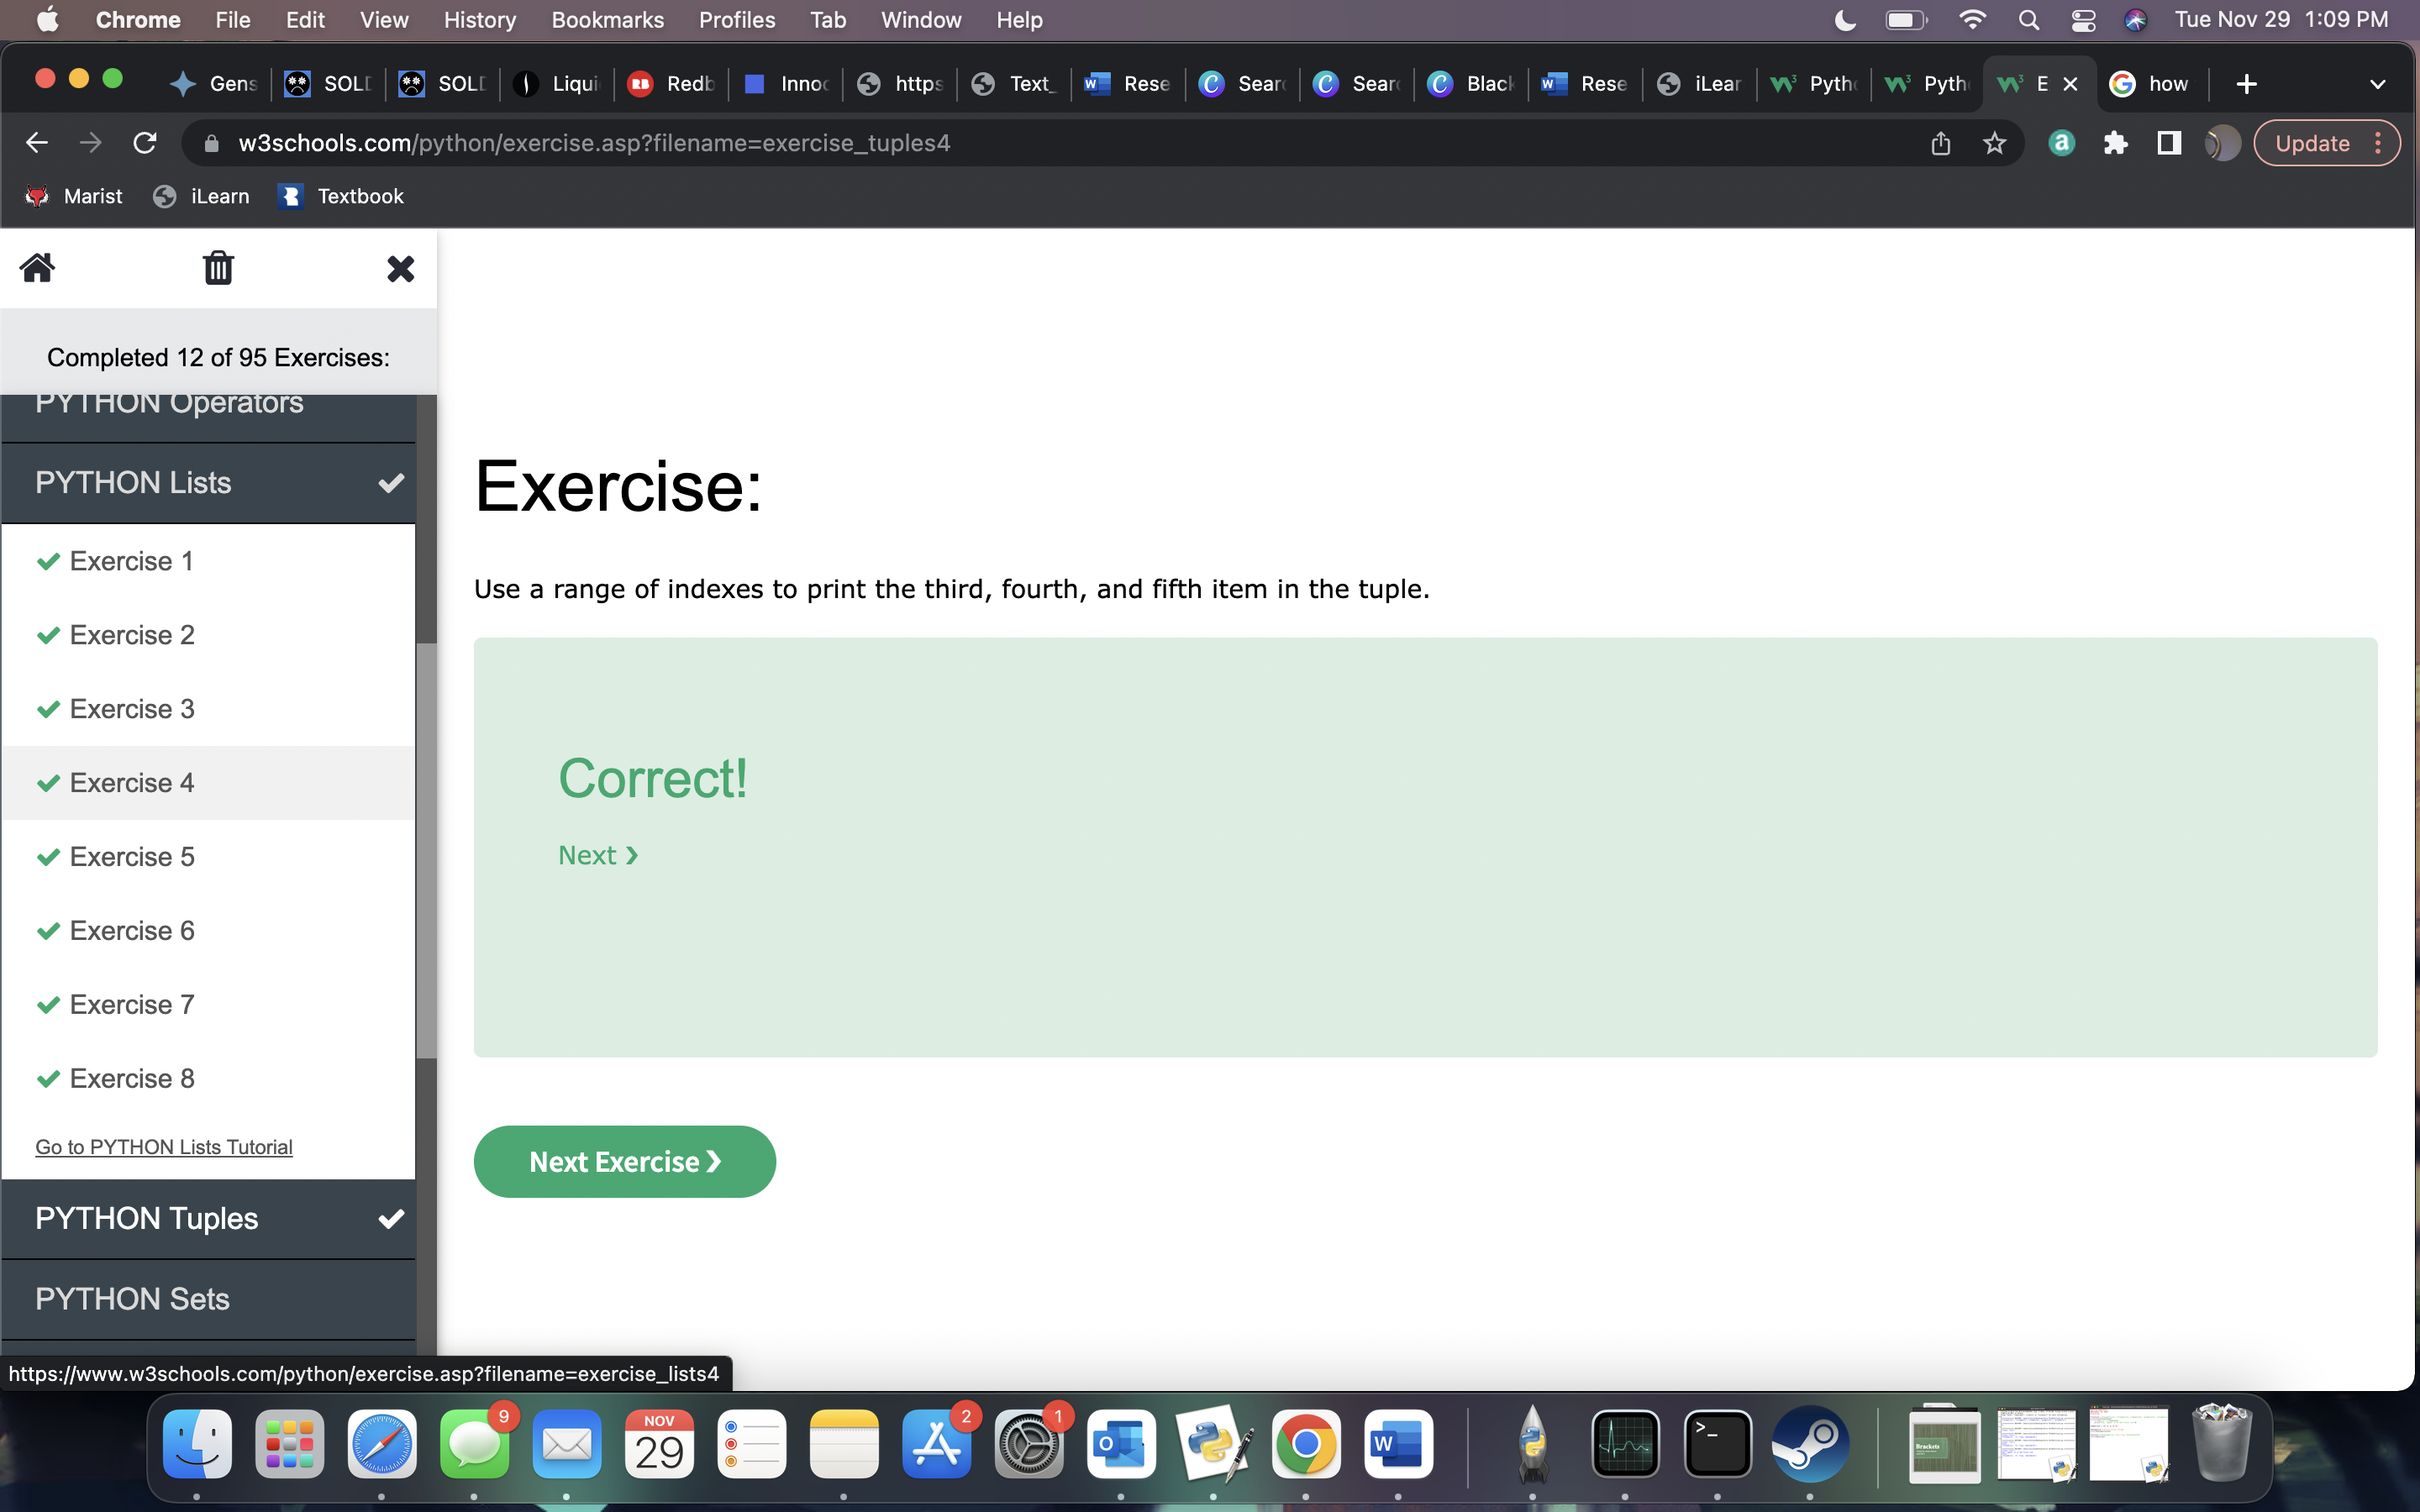 Chrome File Edit View History Bookmarks Profiles Tab Window Help Tue Nov 29 1:09 PM
Gens SOLD SOLD Liqui Redb Innoc https Text_ Rese Sear Sear Black Rese iLear Pytho Pyth E how
w3schools.com/python/exercise.asp?filename=exercise_tuples4 Update
Marist iLearn Textbook
Completed 12 of 95 Exercises:
PYTHON Operators
PYTHON Lists
Exercise 1
Exercise 2
Exercise 3
Exercise 4
Exercise 5
Exercise 6
Exercise 7
Exercise 8
Go to PYTHON Lists Tutorial
PYTHON Tuples
PYTHON Sets
Exercise:
Use a range of indexes to print the third, fourth, and fifth item in the tuple.
Correct!
Next ❯
Next Exercise ❯
https://www.w3schools.com/python/exercise.asp?filename=exercise_lists4
9
NOV
29
2
1
Brackets